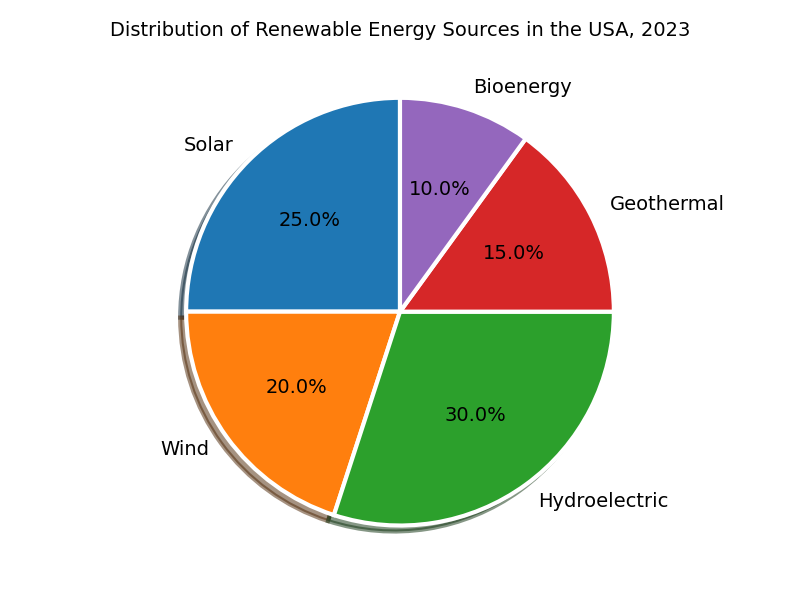 Distribution of Renewable Energy Sources in the USA, 2023
Bioenergy
Solar
10.0%
Geothermal
25.0%
15.0%
20.0%
30.0%
Wind
Hydroelectric